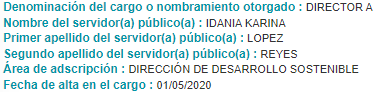 Denominación del cargo o nombramiento otorgado : DIRECTOR A
Nombre del servidor(a) público(a) : IDANIA KARINA
Primer apellido del servidor(a) público(a) : LOPEZ
Segundo apellido del servidor(a) público(a) : REYES
Área de adscripción : DIRECCIÓN DE DESARROLLO SOSTENIBLE
Fecha de alta en el cargo : 01/05/2020